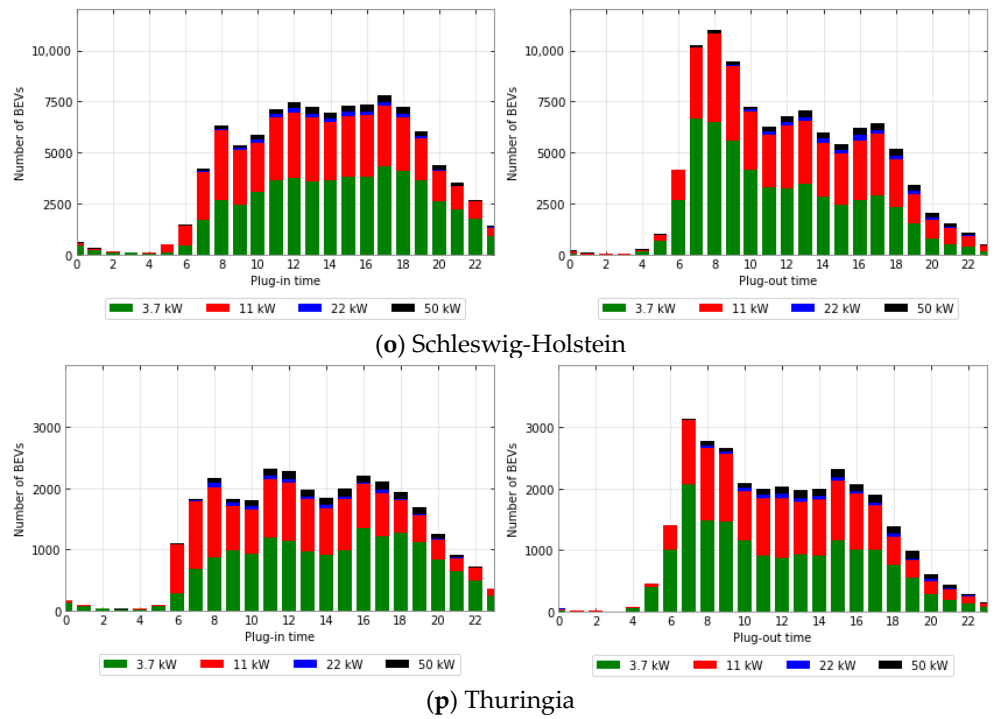 10,000
7500
5000
2500
0
Number of BEVs
0 2 4 6 8 10 12 14 16 18 20 22
Plug-in time
3.7 kW 11 kW 22 kW 50 kW
10,000
7500
5000
2500
0
Number of BEVs
0 2 4 6 8 10 12 14 16 18 20 22
Plug-out time
3.7 kW 11 kW 22 kW 50 kW
(o) Schleswig-Holstein
3000
2000
1000
0
Number of BEVs
0 2 4 6 8 10 12 14 16 18 20 22
Plug-in time
3.7 kW 11 kW 22 kW 50 kW
3000
2000
1000
0
Number of BEVs
0 2 4 6 8 10 12 14 16 18 20 22
Plug-out time
3.7 kW 11 kW 22 kW 50 kW
(p) Thuringia